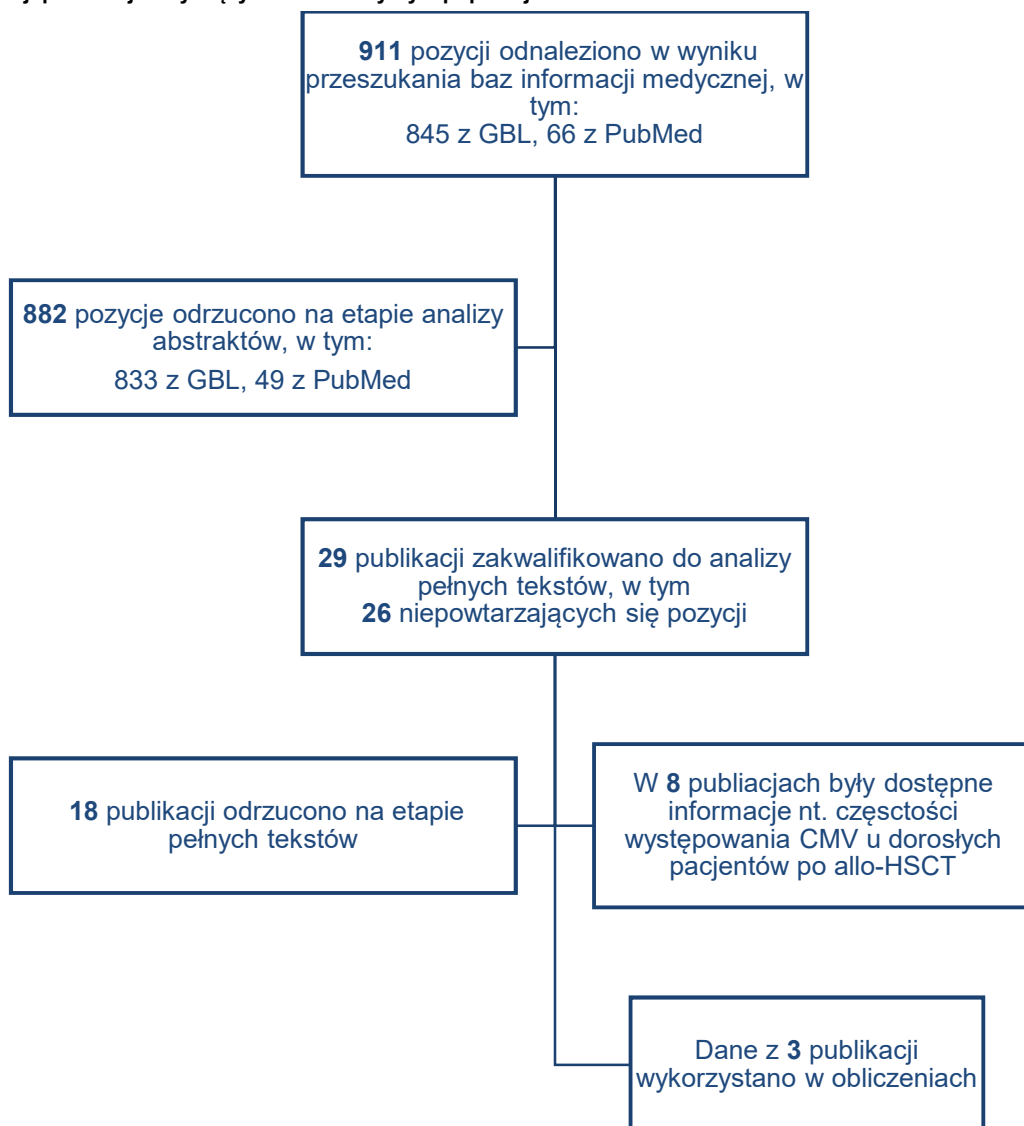 911 pozycji odnaleziono w wyniku
przeszukania baz informacji medycznej, w
tym:
845 z GBL, 66 z PubMed
882 pozycje odrzucono na etapie analizy
abstraktów, w tym:
833 z GBL, 49 z PubMed
29 publikacji zakwalifikowano do analizy
pełnych tekstów, w tym
26 niepowtarzających się pozycji
18 publikacji odrzucono na etapie
pełnych tekstów
W 8 publiacjach były dostępne
informacje nt. częsctości
występowania CMV u dorosłych
pacjentów po allo-HSCT
Dane z 3 publikacji
wykorzystano w obliczeniach